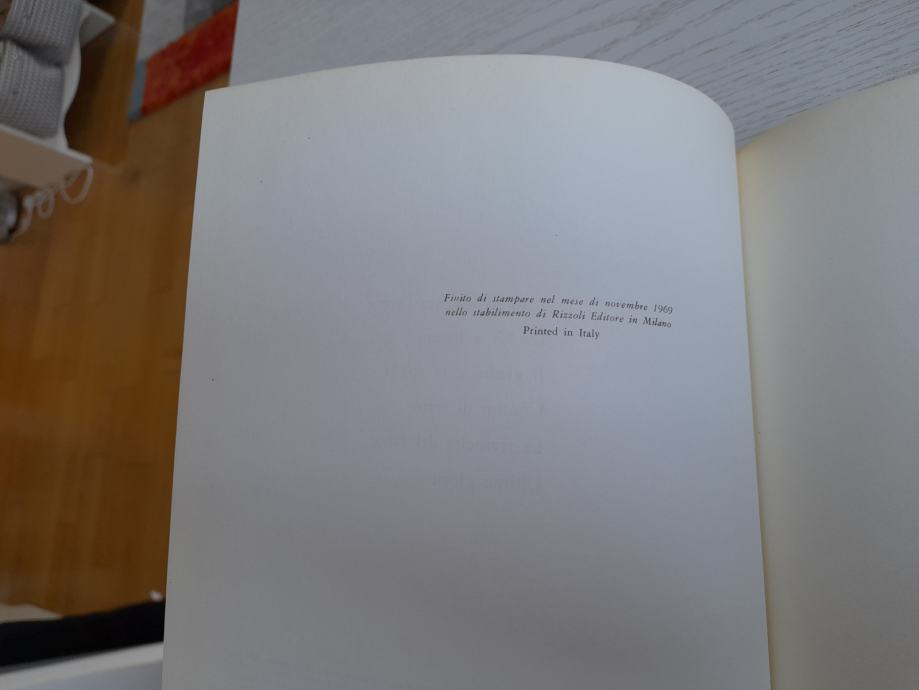 Finito di stampare nel mese di novembre 1969
nello stabilimento di Rizzoli Editore in Milano
Printed in Italy